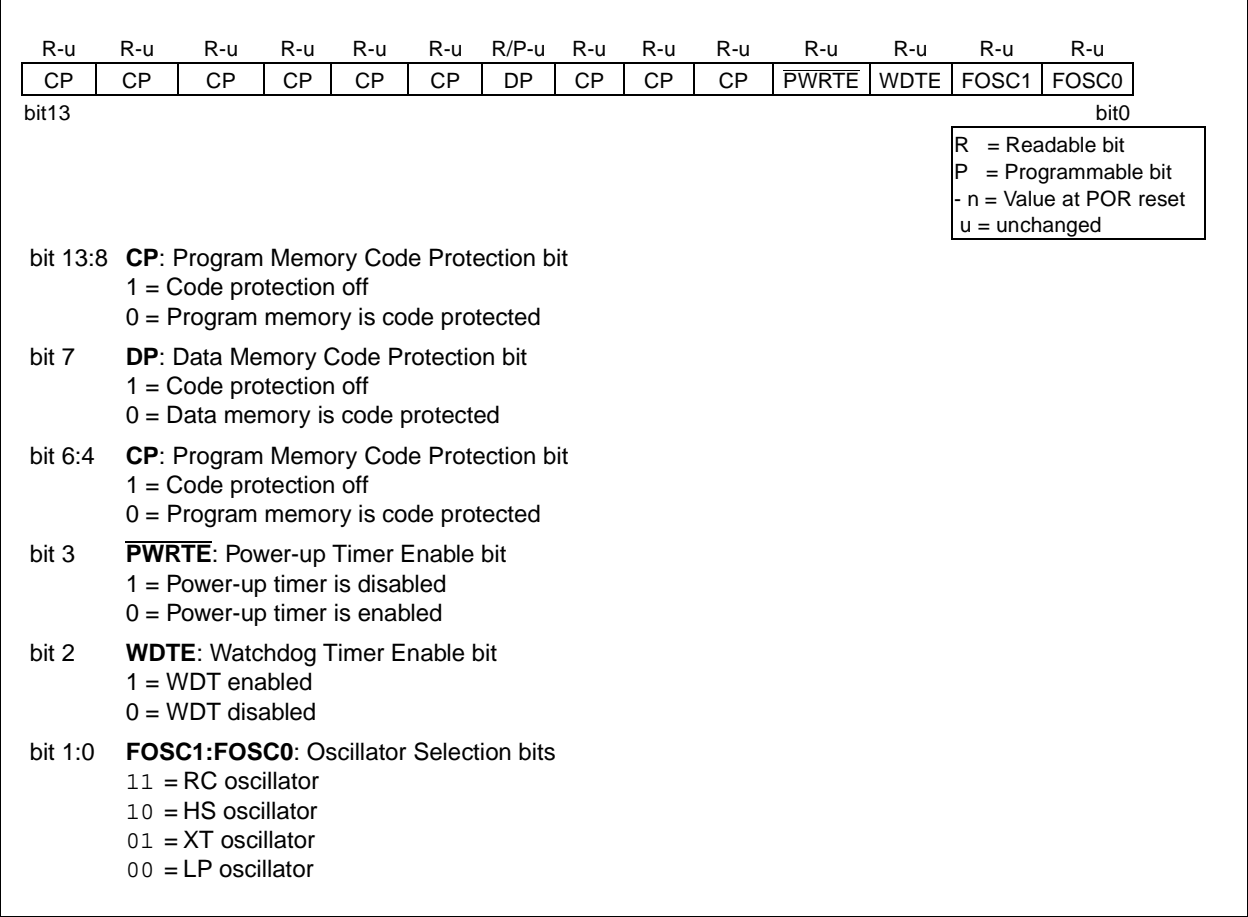 R-u R-u R-u R-u R-u R-u R/P-u R-u R-u R-u R-u R-u R-u R-u
CP CP CP CP CP CP DP CP CP CP PWRTE WDTE FOSC1 FOSC0
bit13 bit0
R = Readable bit
P = Programmable bit
- n = Value at POR reset
u = unchanged
bit 13:8 CP: Program Memory Code Protection bit
1 = Code protection off
0 = Program memory is code protected
bit 7 DP: Data Memory Code Protection bit
1 = Code protection off
0 = Data memory is code protected
bit 6:4 CP: Program Memory Code Protection bit
1 = Code protection off
0 = Program memory is code protected
bit 3 PWRTE: Power-up Timer Enable bit
1 = Power-up timer is disabled
0 = Power-up timer is enabled
bit 2 WDTE: Watchdog Timer Enable bit
1 = WDT enabled
0 = WDT disabled
bit 1:0 FOSC1:FOSC0: Oscillator Selection bits
11 = RC oscillator
10 = HS oscillator
01 = XT oscillator
00 = LP oscillator